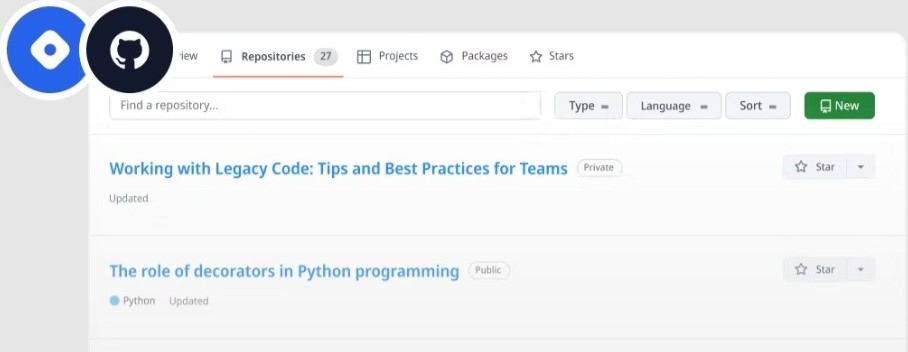 Repositories 27 Projects Packages Stars
Find a repository... Type Language Sort New
Working with Legacy Code: Tips and Best Practices for Teams Private Star
Updated
The role of decorators in Python programming Public Star
Python Updated